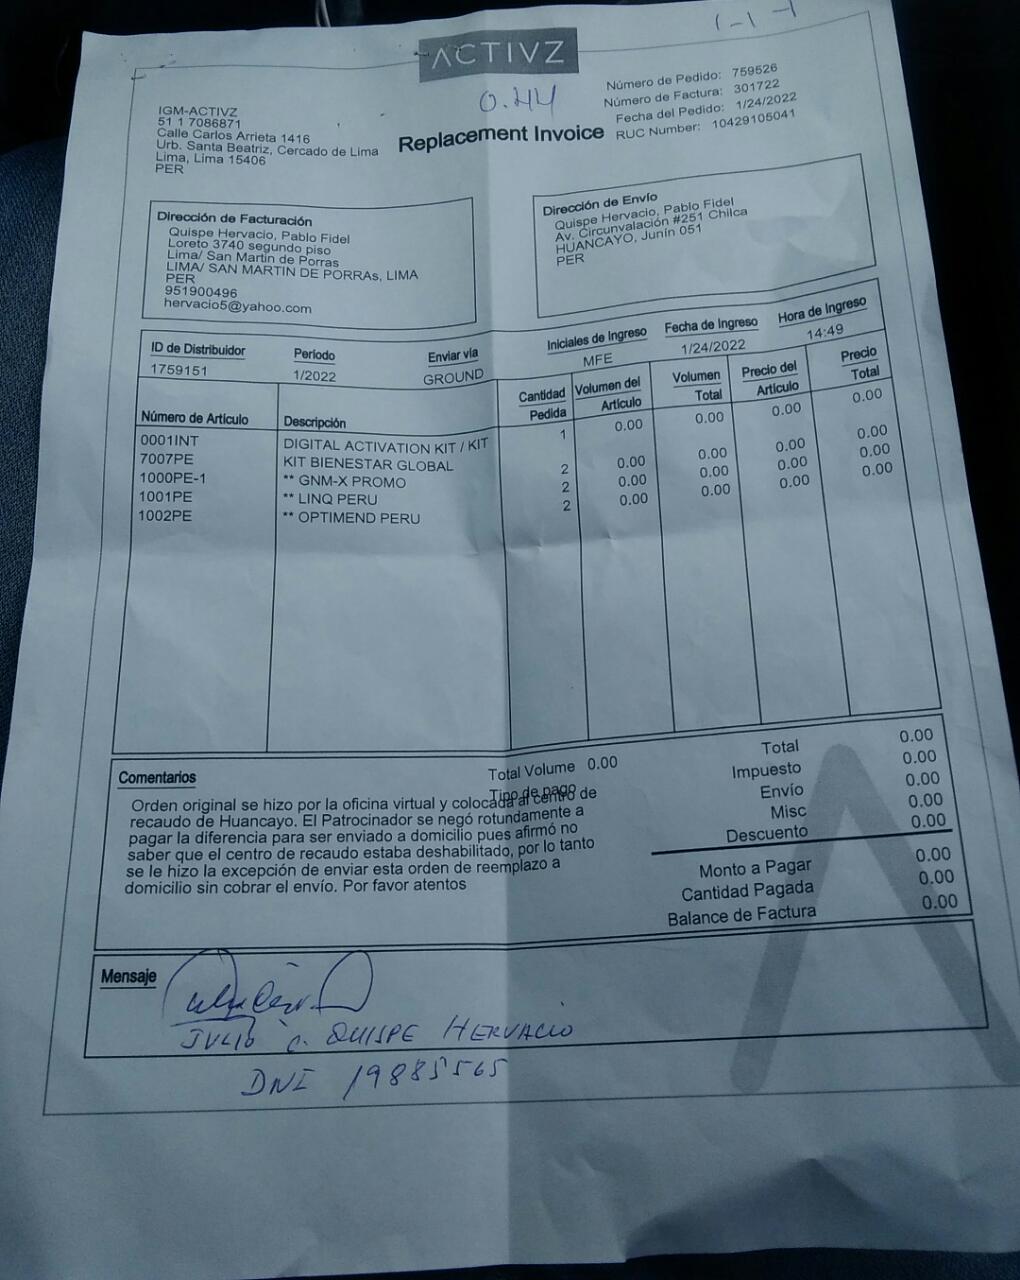 ACTIVZ
0.44
Replacement Invoice
Número de Pedido: 759526
Número de Factura: 301722
Fecha del Pedido: 1/24/2022
RUC Number: 10429105041
IGM-ACTIVZ
51 1 7086871
Calle Carlos Arrieta 1416
Urb. Santa Beatriz, Cercado de Lima
Lima, Lima 15406
PER
Dirección de Facturación
Quispe Hervacio, Pablo Fidel
Loreto 3740 segundo piso
Lima/ San Martin de Porras
LIMA/ SAN MARTIN DE PORRAs, LIMA
PER
951900496
hervacio5@yahoo.com
Dirección de Envío
Quispe Hervacio, Pablo Fidel
Av. Circunvalación #251 Chilca
HUANCAYO, Junín 051
PER
ID de Distribuidor Periodo Enviar vía Iniciales de Ingreso Fecha de Ingreso Hora de Ingreso
1759151 1/2022 GROUND MFE 1/24/2022 14:49
Número de Artículo Descripción Cantidad Pedida Volumen del Artículo Volumen Total Precio del Artículo Precio Total
0001INT DIGITAL ACTIVATION KIT / KIT 1 0.00 0.00 0.00 0.00
7007PE KIT BIENESTAR GLOBAL
1000PE-1 ** GNM-X PROMO 2 0.00 0.00 0.00 0.00
1001PE ** LINQ PERU 2 0.00 0.00 0.00 0.00
1002PE ** OPTIMEND PERU 2 0.00 0.00 0.00 0.00
Comentarios
Total Volume 0.00
Tipo de pago
Orden original se hizo por la oficina virtual y colocada al centro de
recaudo de Huancayo. El Patrocinador se negó rotundamente a
pagar la diferencia para ser enviado a domicilio pues afirmó no
saber que el centro de recaudo estaba deshabilitado, por lo tanto
se le hizo la excepción de enviar esta orden de reemplazo a
domicilio sin cobrar el envío. Por favor atentos
Total 0.00
Impuesto 0.00
Envío 0.00
Misc 0.00
Descuento 0.00
Monto a Pagar 0.00
Cantidad Pagada 0.00
Balance de Factura 0.00
Mensaje
JULIO C. QUISPE HERVACIO
DNI 19885565